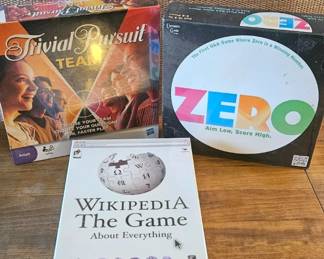 Trivial Pursuit
TEAM
The First Q&A Game Where Zero is a Winning Number
ZERO
Aim Low, Score High.
ZERO
WIKIPEDIA
The Game
About Everything